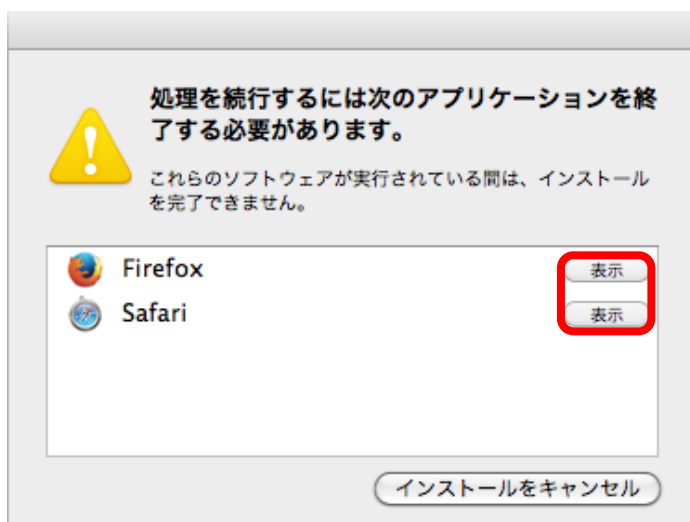 処理を続行するには次のアプリケーションを終
了する必要があります。
これらのソフトウェアが実行されている間は、インストール
を完了できません。
Firefox 表示
Safari 表示
インストールをキャンセル